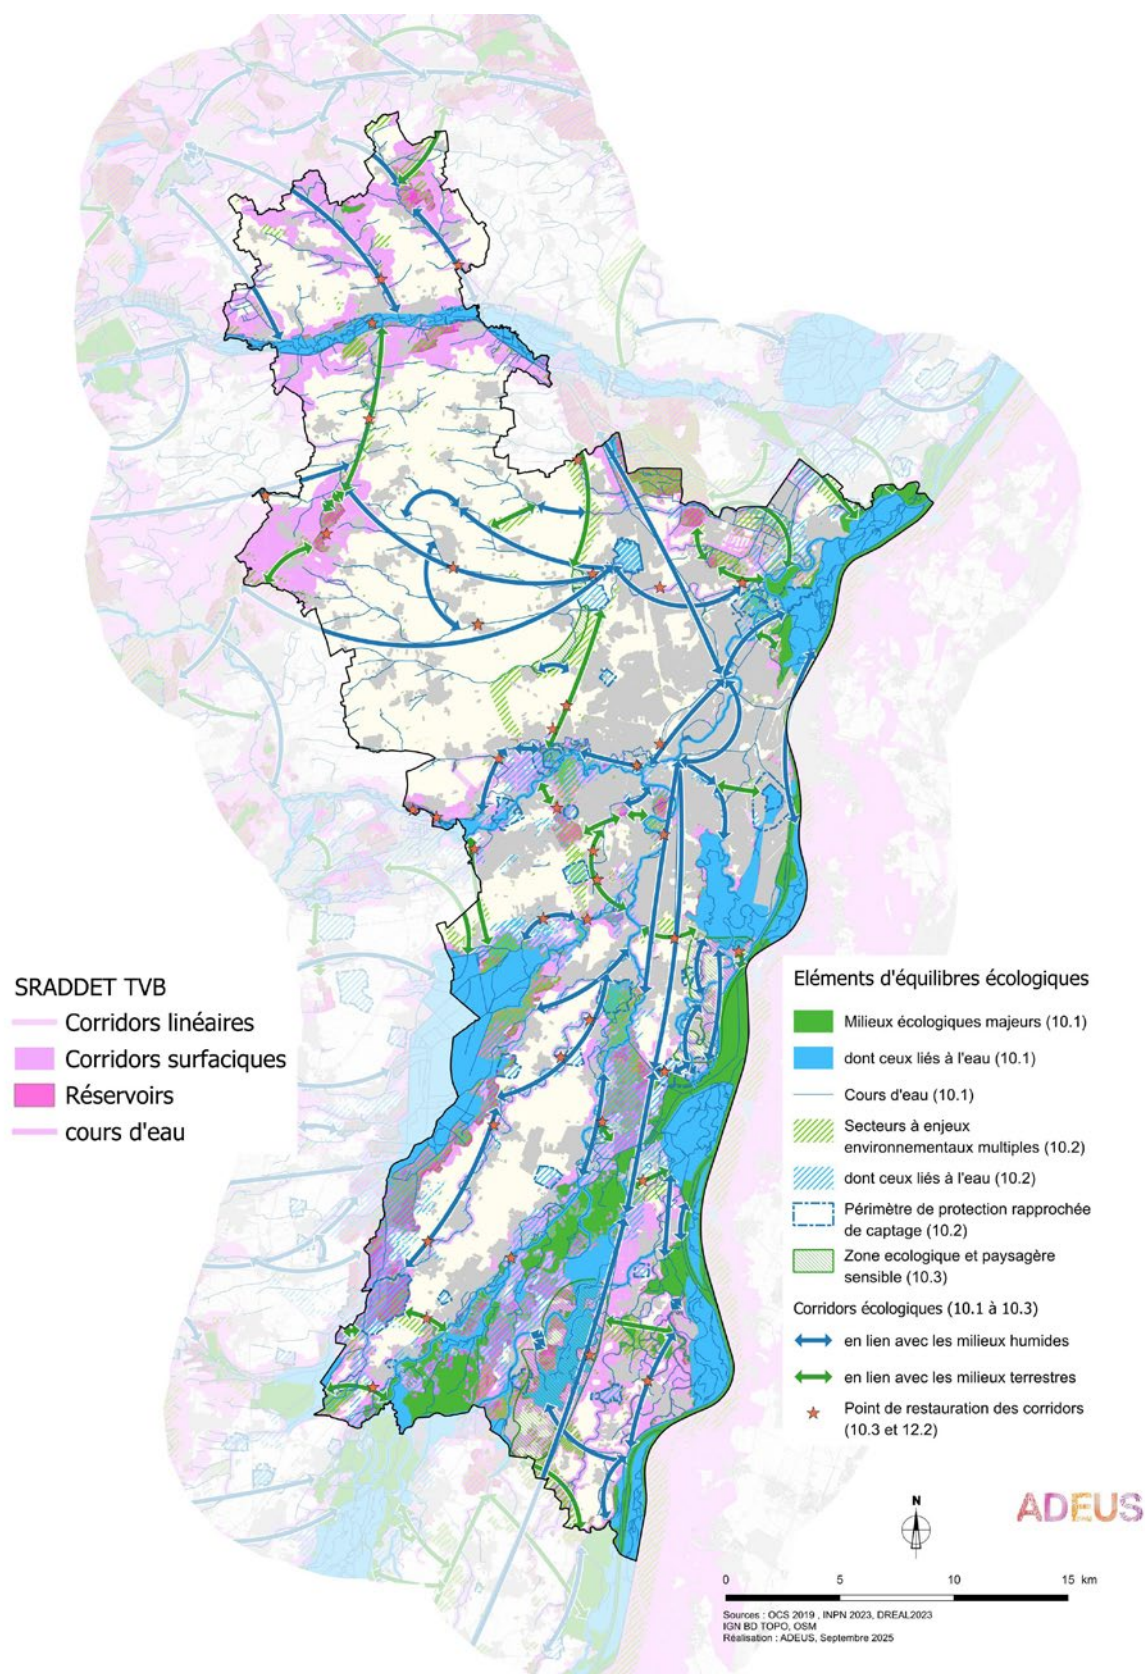 SRADDET TVB
Corridors linéaires
Corridors surfaciques
Réservoirs
cours d'eau
Eléments d'équilibres écologiques
Milieux écologiques majeurs (10.1)
dont ceux liés à l'eau (10.1)
Cours d'eau (10.1)
Secteurs à enjeux
environnementaux multiples (10.2)
dont ceux liés à l'eau (10.2)
Périmètre de protection rapprochée
de captage (10.2)
Zone ecologique et paysagère
sensible (10.3)
Corridors écologiques (10.1 à 10.3)
en lien avec les milieux humides
en lien avec les milieux terrestres
Point de restauration des corridors
(10.3 et 12.2)
N
ADEUS
0 5 10 15 km
Sources : OCS 2019 , INPN 2023, DREAL2023
IGN BD TOPO, OSM
Réalisation : ADEUS, Septembre 2025